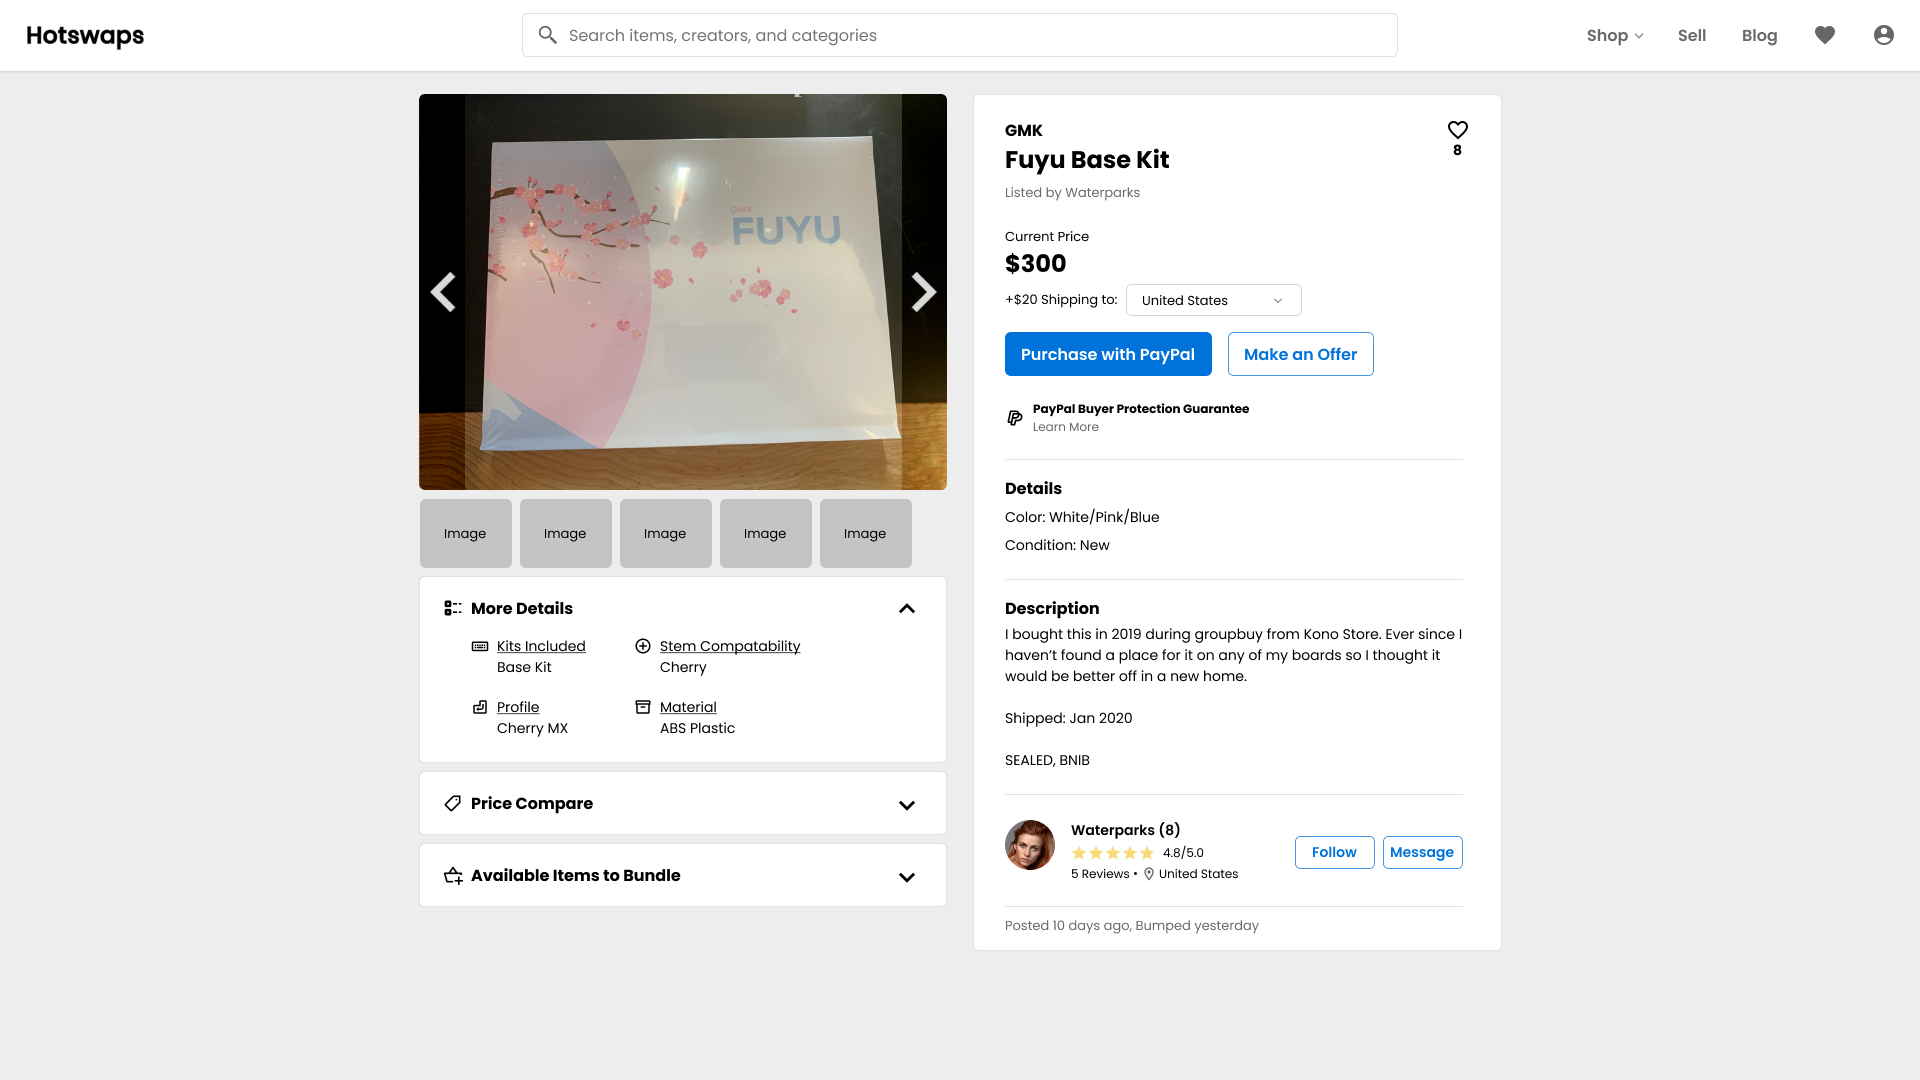 Hotswaps
Search items, creators, and categories
Shop
Sell
Blog
GMK
FUYU
Image
Image
Image
Image
Image
More Details
Kits Included
Base Kit
Stem Compatability
Cherry
Profile
Cherry MX
Material
ABS Plastic
Price Compare
Available Items to Bundle
GMK
Fuyu Base Kit
8
Listed by Waterparks
Current Price
$300
+$20 Shipping to:
United States
Purchase with PayPal
Make an Offer
PayPal Buyer Protection Guarantee
Learn More
Details
Color: White/Pink/Blue
Condition: New
Description
I bought this in 2019 during groupbuy from Kono Store. Ever since I
haven’t found a place for it on any of my boards so I thought it
would be better off in a new home.
Shipped: Jan 2020
SEALED, BNIB
Waterparks (8)
4.8/5.0
5 Reviews • United States
Follow
Message
Posted 10 days ago, Bumped yesterday